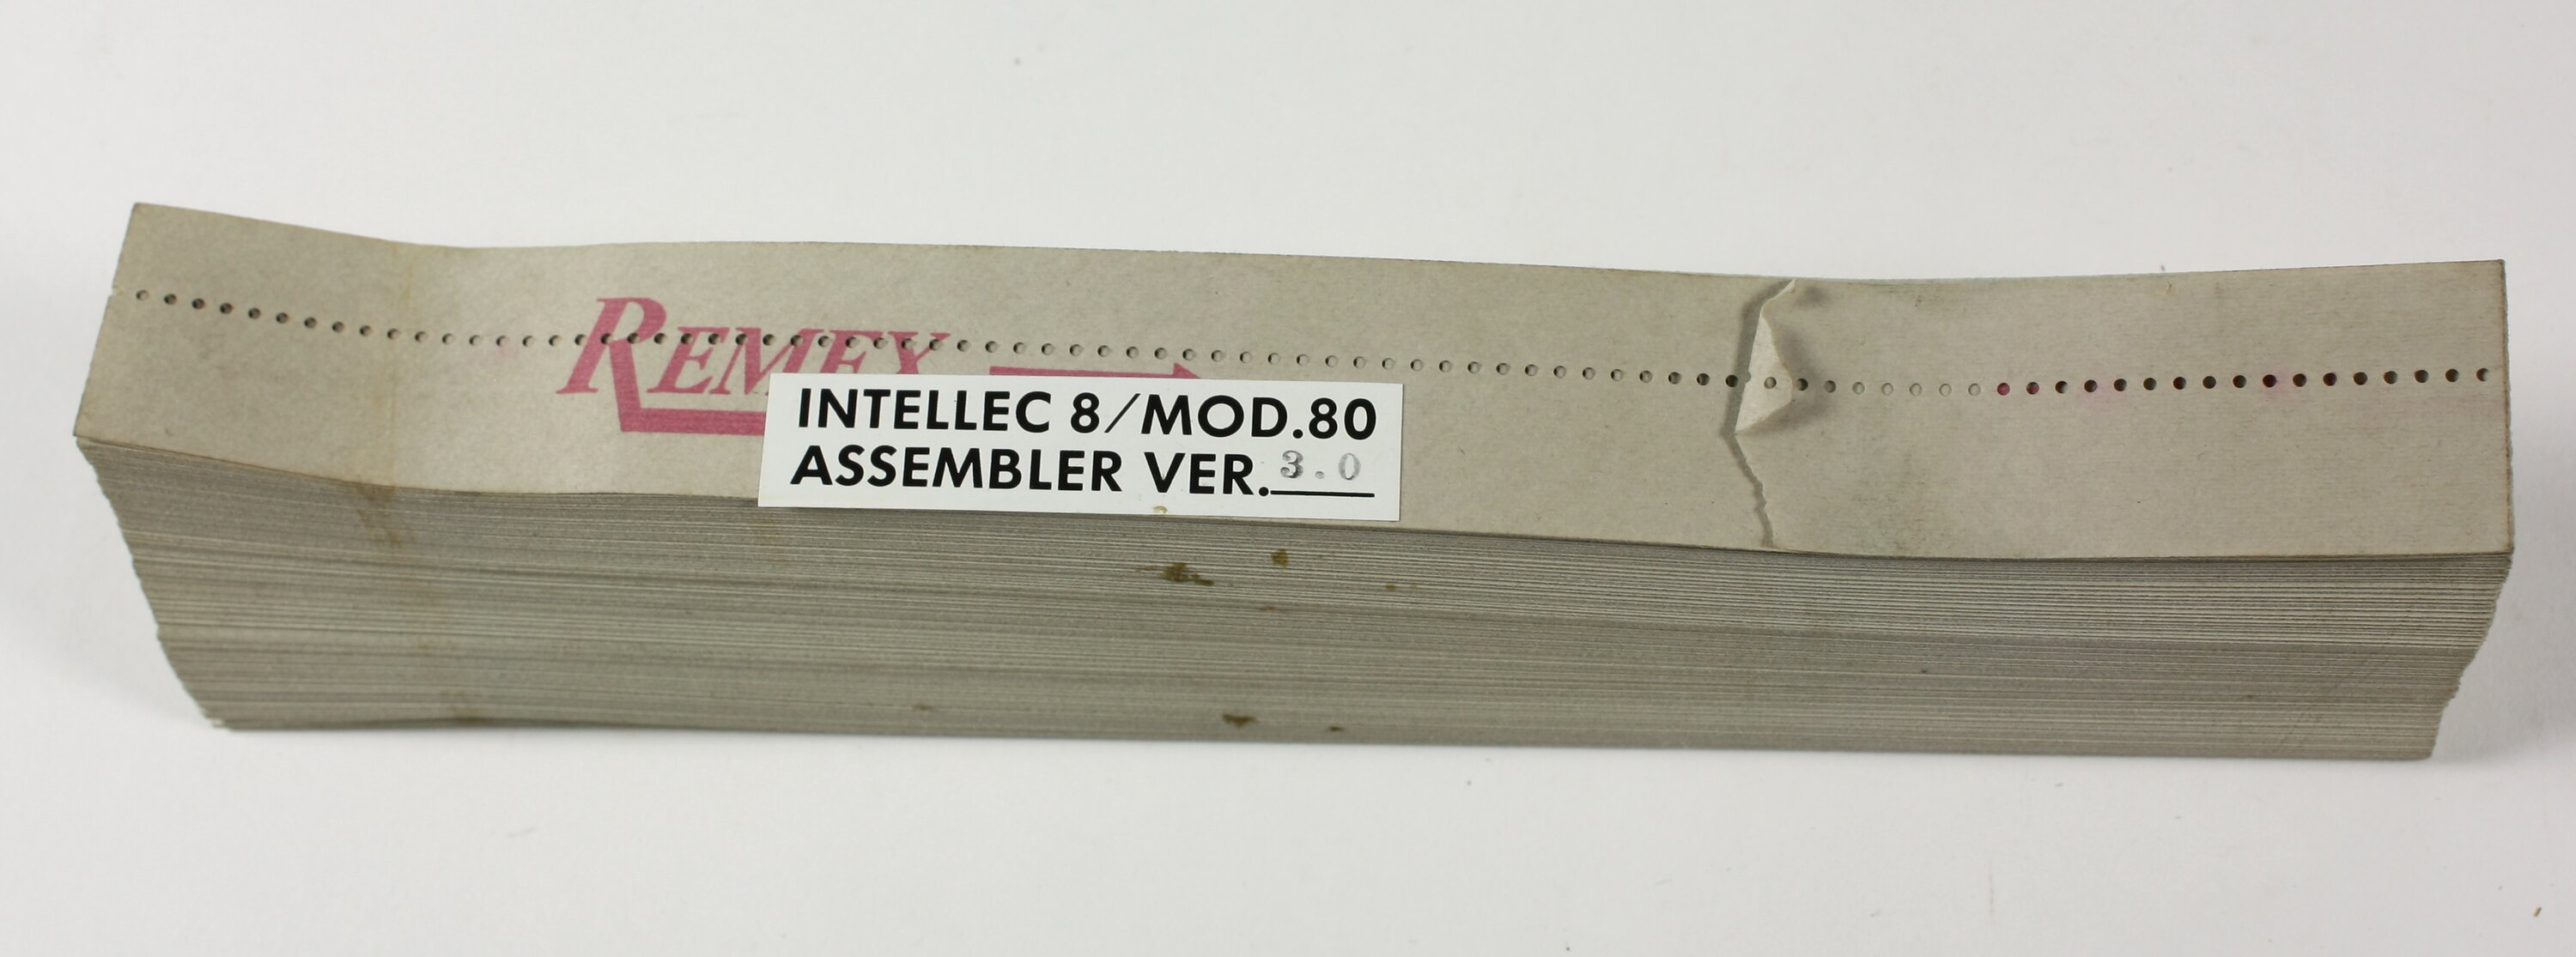 REMEX
INTELLEC 8/MOD.80
ASSEMBLER VER. 3.0